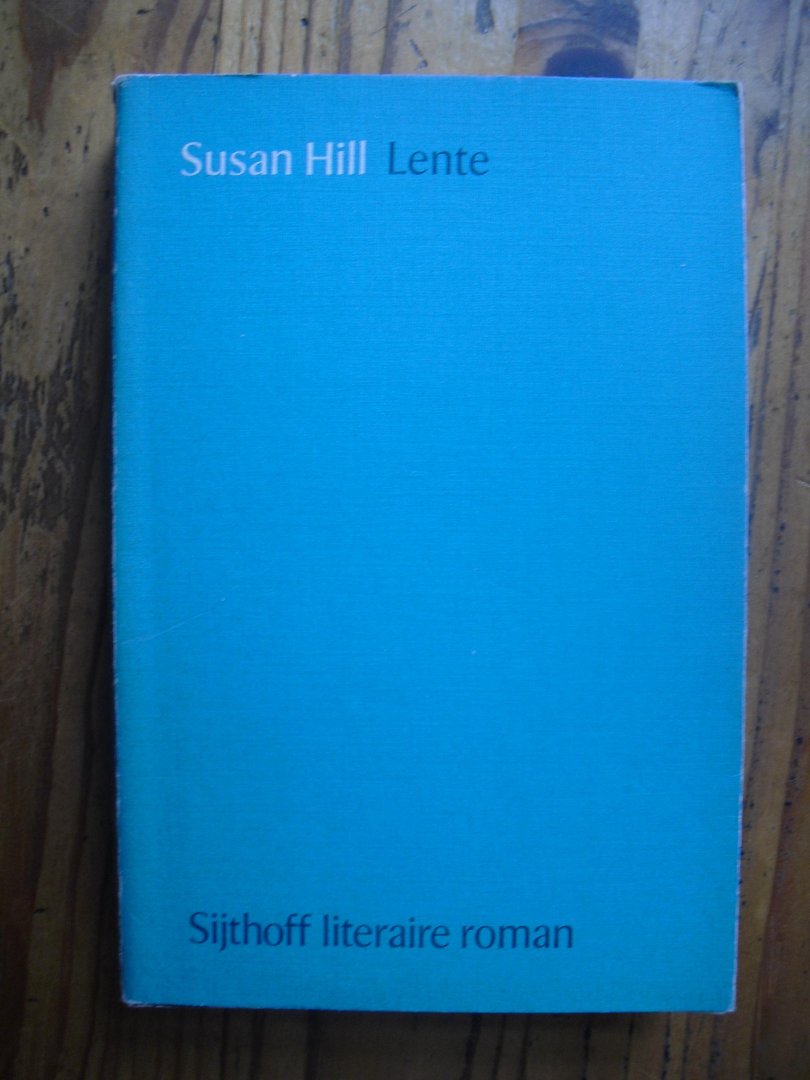 Susan Hill Lente
Sijthoff literaire roman